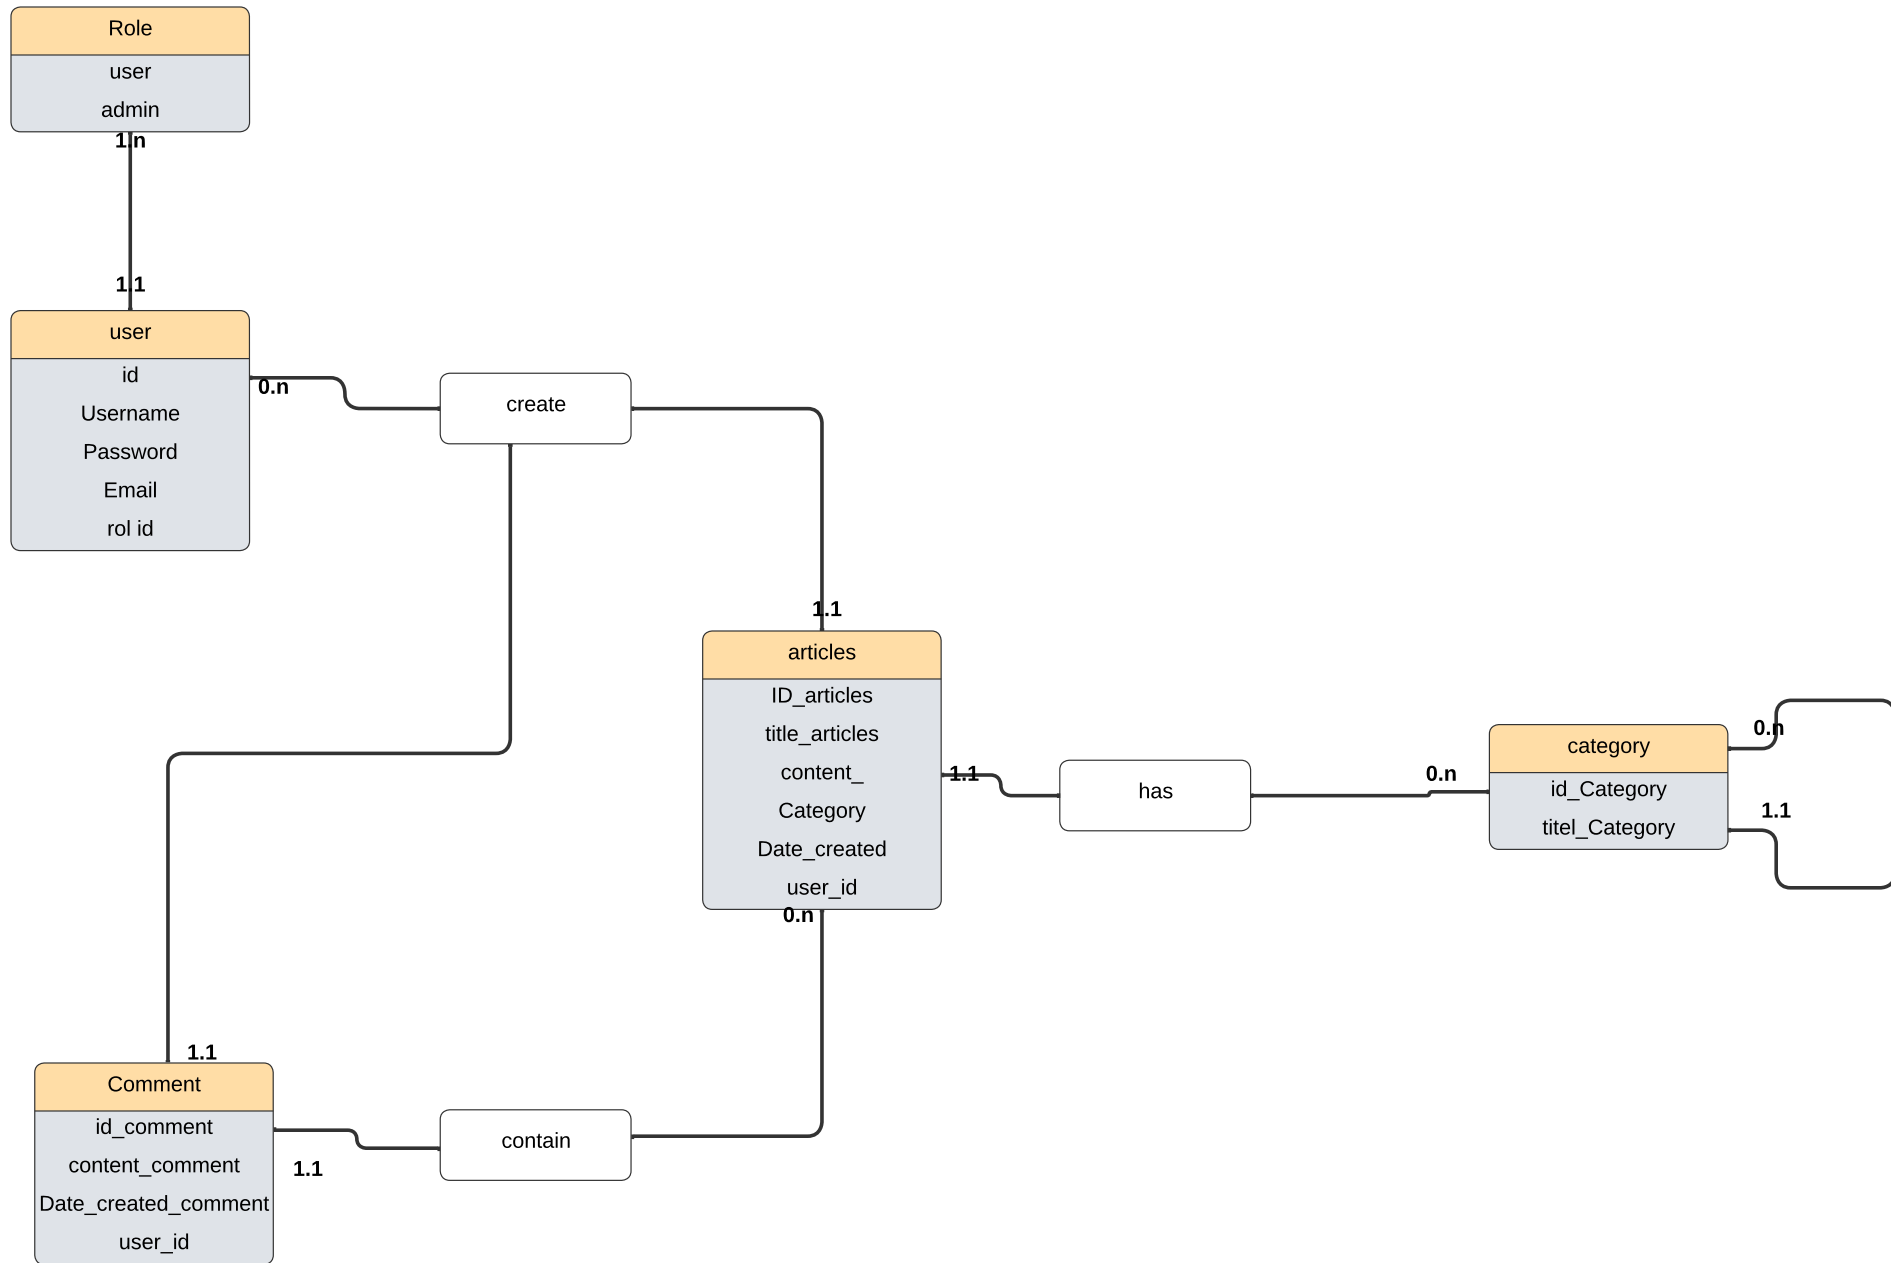 Role
user
admin
1.n
1.1
user
id
Username
Password
Email
rol id
0.n
create
1.1
articles
ID_articles
title_articles
content_
Category
Date_created
user_id
1.1
has
0.n
category
id_Category
titel_Category
0.n
1.1
0.n
1.1
Comment
id_comment
content_comment
Date_created_comment
user_id
1.1
contain